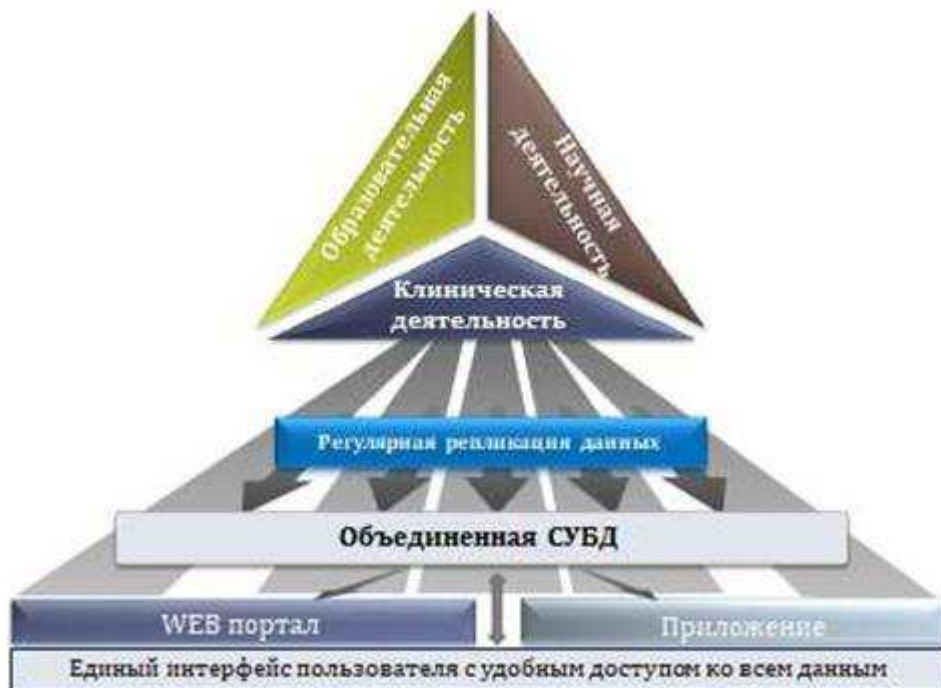 Образовательная
деятельность
Научная
деятельность
Клиническая
деятельность
Регулярная репликация данных
Объединенная СУБД
WEB портал
Приложение
Единый интерфейс пользователя с удобным доступом ко всем данным